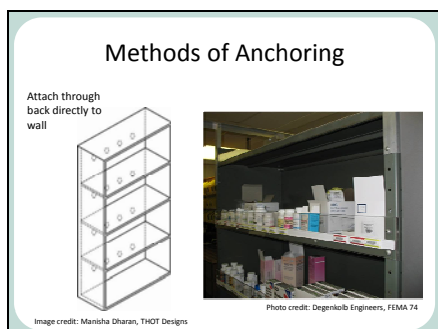 Methods of Anchoring
Attach through
back directly to
wall
Photo credit: Degenkolb Engineers, FEMA 74
Image credit: Manisha Dharan, THOT Designs